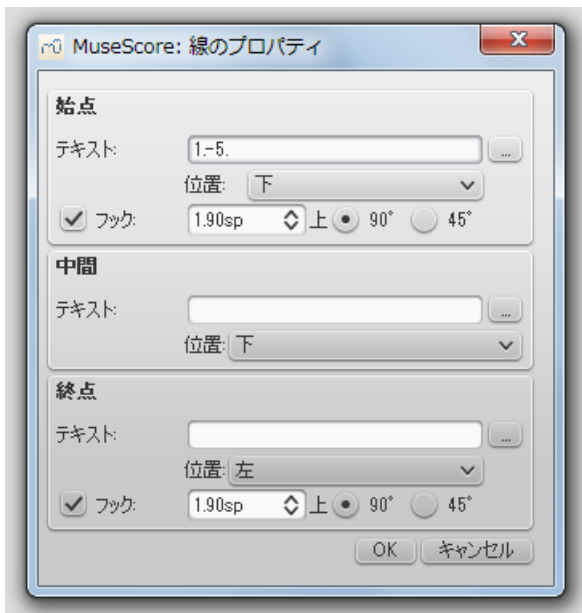 MuseScore: 線のプロパティ
始点
テキスト: 1.-5. ...
位置: 下
フック: 1.90sp 上 90° 45°
中間
テキスト: ...
位置: 下
終点
テキスト: ...
位置: 左
フック: 1.90sp 上 90° 45°
OK キャンセル